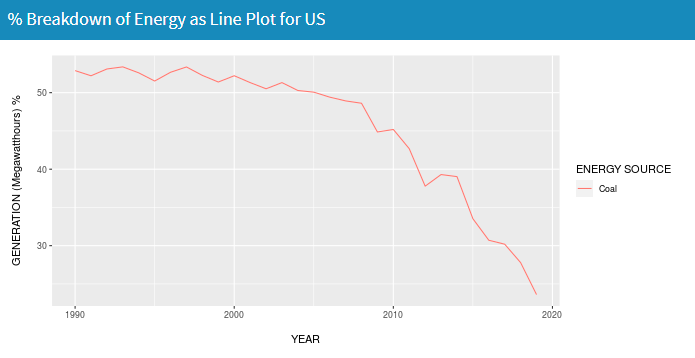 % Breakdown of Energy as Line Plot for US
GENERATION (Megawatthours) %
50
40
30
1990
2000
2010
2020
YEAR
ENERGY SOURCE
Coal